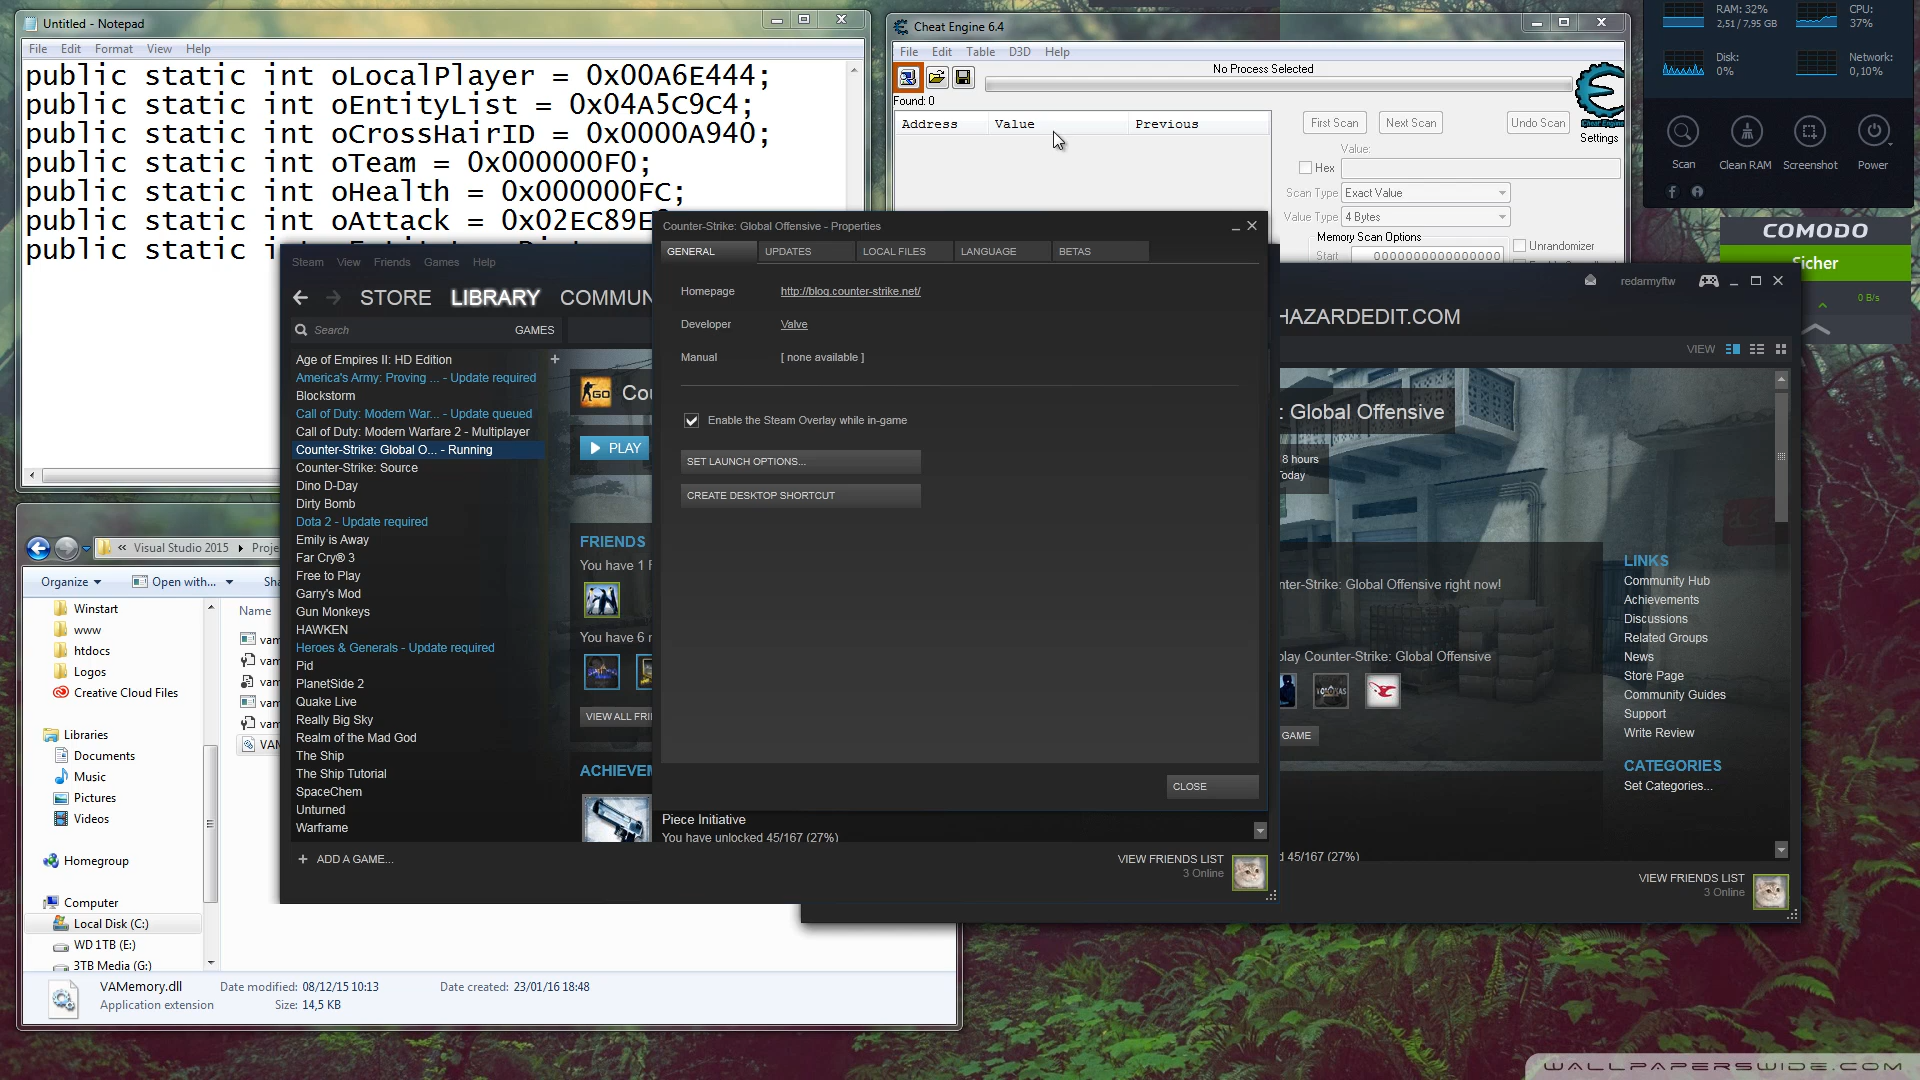 Untitled - Notepad
File Edit Format View Help
public static int oLocalPlayer = 0x00A6E444;
public static int oEntityList = 0x04A5C9C4;
public static int oCrossHairID = 0x0000A940;
public static int oTeam = 0x000000F0;
public static int oHealth = 0x000000FC;
public static int oAttack = 0x02EC89E
public static i
Cheat Engine 6.4
File Edit Table D3D Help
No Process Selected
Found: 0
Address Value Previous
First Scan Next Scan Undo Scan
Settings
Value:
Hex
Scan Type Exact Value
Value Type 4 Bytes
Memory Scan Options
Unrandomizer
Start 0000000000000000
RAM: 32%
2,51 / 7,95 GB
CPU:
37%
Disk:
0%
Network:
0,10%
Scan Clean RAM Screenshot Power
COMODO
Sicher
0 B/s
Counter-Strike: Global Offensive - Properties
GENERAL UPDATES LOCAL FILES LANGUAGE BETAS
Homepage http://blog.counter-strike.net/
Developer Valve
Manual [ none available ]
Enable the Steam Overlay while in-game
SET LAUNCH OPTIONS...
CREATE DESKTOP SHORTCUT
CLOSE
Steam View Friends Games Help
STORE LIBRARY COMMUN
Search GAMES
Age of Empires II: HD Edition
America's Army: Proving ... - Update required
Blockstorm
Call of Duty: Modern War... - Update queued
Call of Duty: Modern Warfare 2 - Multiplayer
Counter-Strike: Global O... - Running
Counter-Strike: Source
Dino D-Day
Dirty Bomb
Dota 2 - Update required
Emily is Away
Far Cry® 3
Free to Play
Garry's Mod
Gun Monkeys
HAWKEN
Heroes & Generals - Update required
Pid
PlanetSide 2
Quake Live
Really Big Sky
Realm of the Mad God
The Ship
The Ship Tutorial
SpaceChem
Unturned
Warframe
ADD A GAME...
GO Cou
PLAY
FRIENDS
You have 1 F
You have 6
VIEW ALL FRI
ACHIEVEM
Piece Initiative
You have unlocked 45/167 (27%)
VIEW FRIENDS LIST
3 Online
redarmyftw
HAZARDEDIT.COM
VIEW
: Global Offensive
8 hours
Today
nter-Strike: Global Offensive right now!
play Counter-Strike: Global Offensive
GAME
LINKS
Community Hub
Achievements
Discussions
Related Groups
News
Store Page
Community Guides
Support
Write Review
CATEGORIES
Set Categories...
d 45/167 (27%)
VIEW FRIENDS LIST
3 Online
« Visual Studio 2015 Proje
Organize Open with... Sha
Name
Winstart
www
htdocs
Logos
Creative Cloud Files
Libraries
Documents
Music
Pictures
Videos
Homegroup
Computer
Local Disk (C:)
WD 1TB (E:)
3TB Media (G:)
vam
vam
vam
vam
vam
VAM
VAMemory.dll Date modified: 08/12/15 10:13 Date created: 23/01/16 18:48
Application extension Size: 14,5 KB
WALLPAPERSWIDE.COM